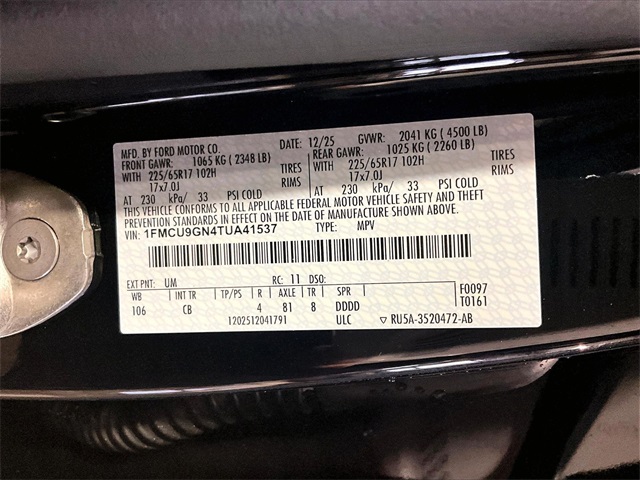 MFD. BY FORD MOTOR CO. DATE: 12/25 GVWR: 2041 KG ( 4500 LB)
FRONT GAWR: 1065 KG ( 2348 LB) REAR GAWR: 1025 KG ( 2260 LB)
WITH 225/65R17 102H TIRES WITH 225/65R17 102H TIRES
17x7.0J RIMS 17x7.0J RIMS
AT 230 kPa/ 33 PSI COLD AT 230 kPa/ 33 PSI COLD
THIS VEHICLE CONFORMS TO ALL APPLICABLE FEDERAL MOTOR VEHICLE SAFETY AND THEFT
PREVENTION STANDARDS IN EFFECT ON THE DATE OF MANUFACTURE SHOWN ABOVE.
VIN: 1FMCU9GN4TUA41537 TYPE: MPV
EXT PNT: UM RC: 11 DSO: F0097
WB INT TR TP/PS R AXLE TR SPR T0161
106 CB 4 81 8 DDDD
1202512041791 ULC ▽ RU5A-3520472-AB